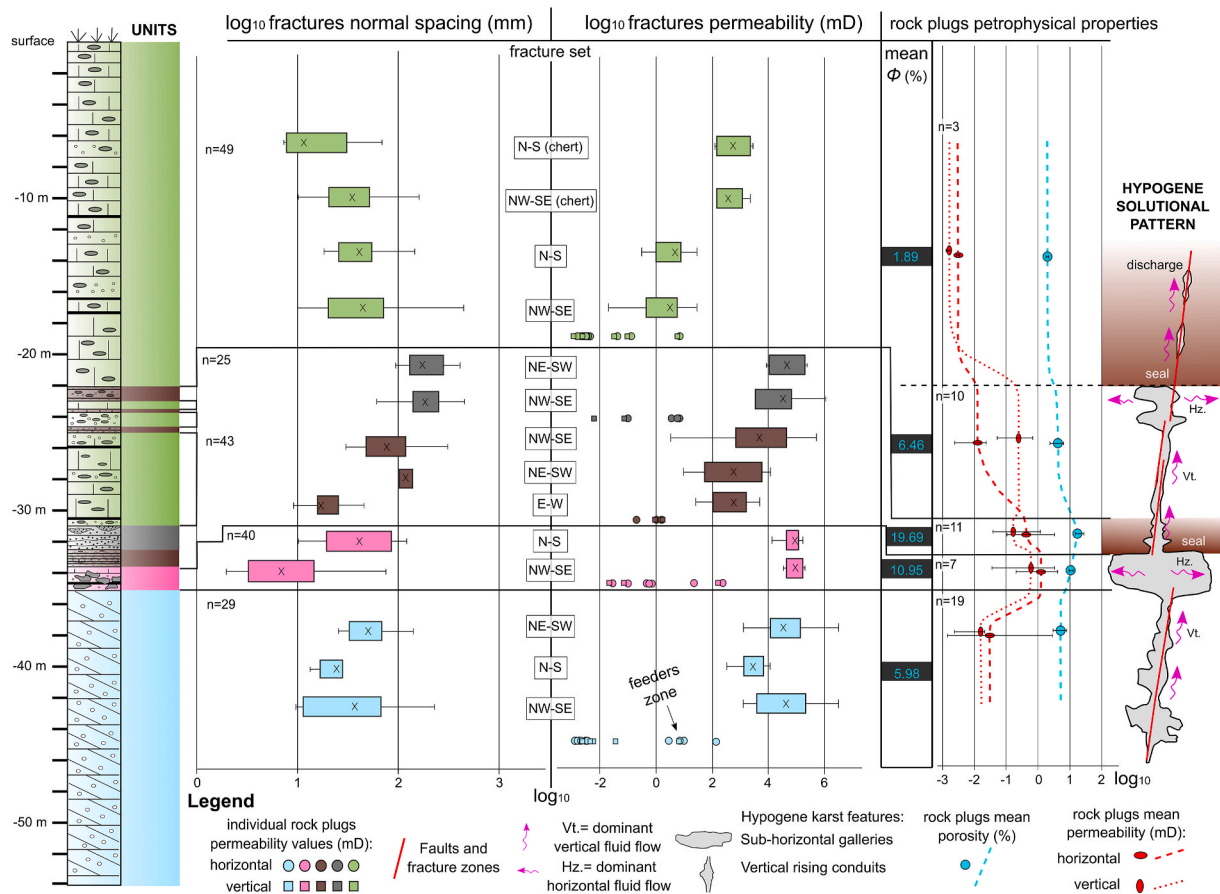 log₁₀ fractures normal spacing (mm)
log₁₀ fractures permeability (mD)
rock plugs petrophysical properties
surface
UNITS
fracture set
mean
Φ (%)
n=49
N-S (chert)
NW-SE (chert)
N-S
NW-SE
n=3
1.89
-10 m
HYPOGENE
SOLUTIONAL
PATTERN
discharge
seal
-20 m
n=25
NE-SW
NW-SE
n=10
Hz.
n=43
NW-SE
NE-SW
E-W
6.46
Vt.
-30 m
n=40
N-S
NW-SE
n=11
19.69
seal
n=7
10.95
Hz.
n=29
NE-SW
N-S
NW-SE
n=19
5.98
Vt.
-40 m
feeders
zone
0
1
2
-2
0
2
4
6
-3
-2
-1
0
1
2
log₁₀
log₁₀
-50 m
Legend
individual rock plugs
permeability values (mD):
horizontal
vertical
Faults and
fracture zones
Vt.= dominant
vertical fluid flow
Hz.= dominant
horizontal fluid flow
Hypogene karst features:
Sub-horizontal galleries
Vertical rising conduits
rock plugs mean
porosity (%)
rock plugs mean
permeability (mD):
horizontal
vertical